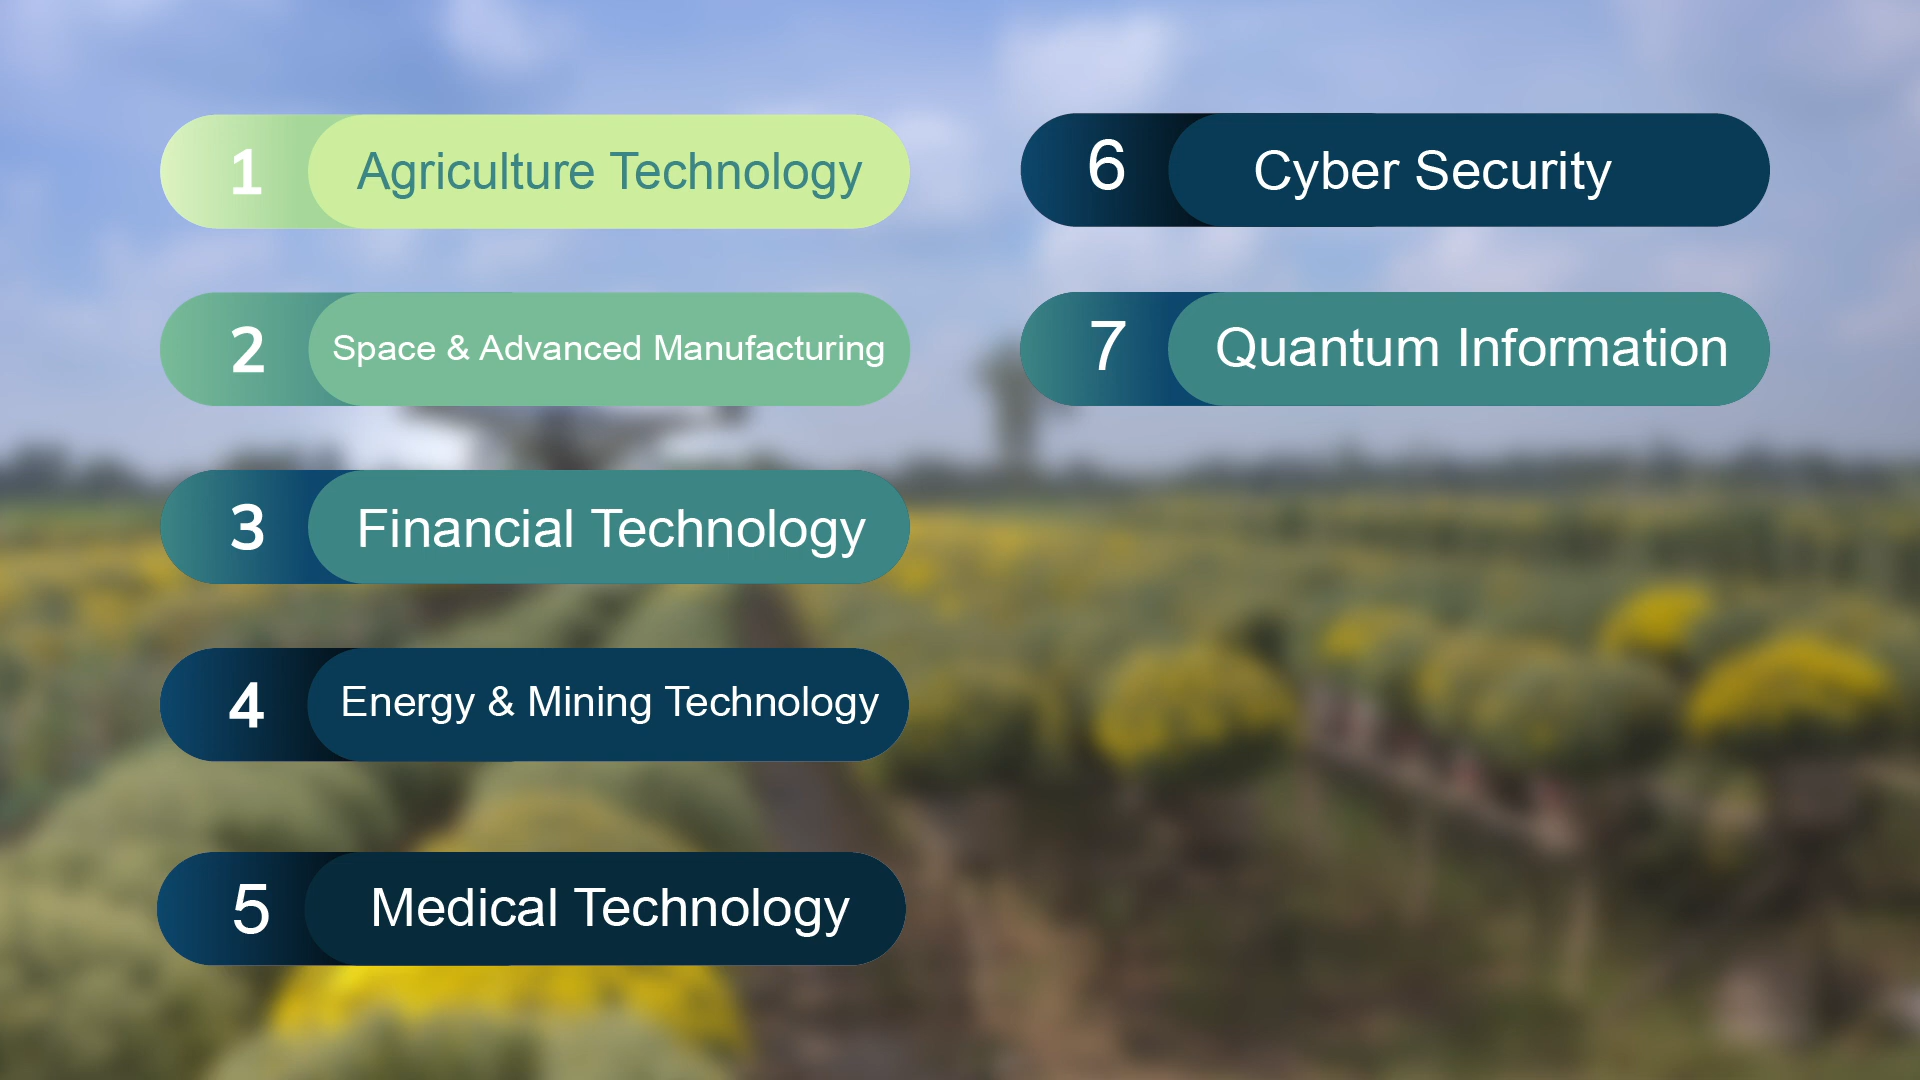 1 Agriculture Technology
2 Space & Advanced Manufacturing
3 Financial Technology
4 Energy & Mining Technology
5 Medical Technology
6 Cyber Security
7 Quantum Information